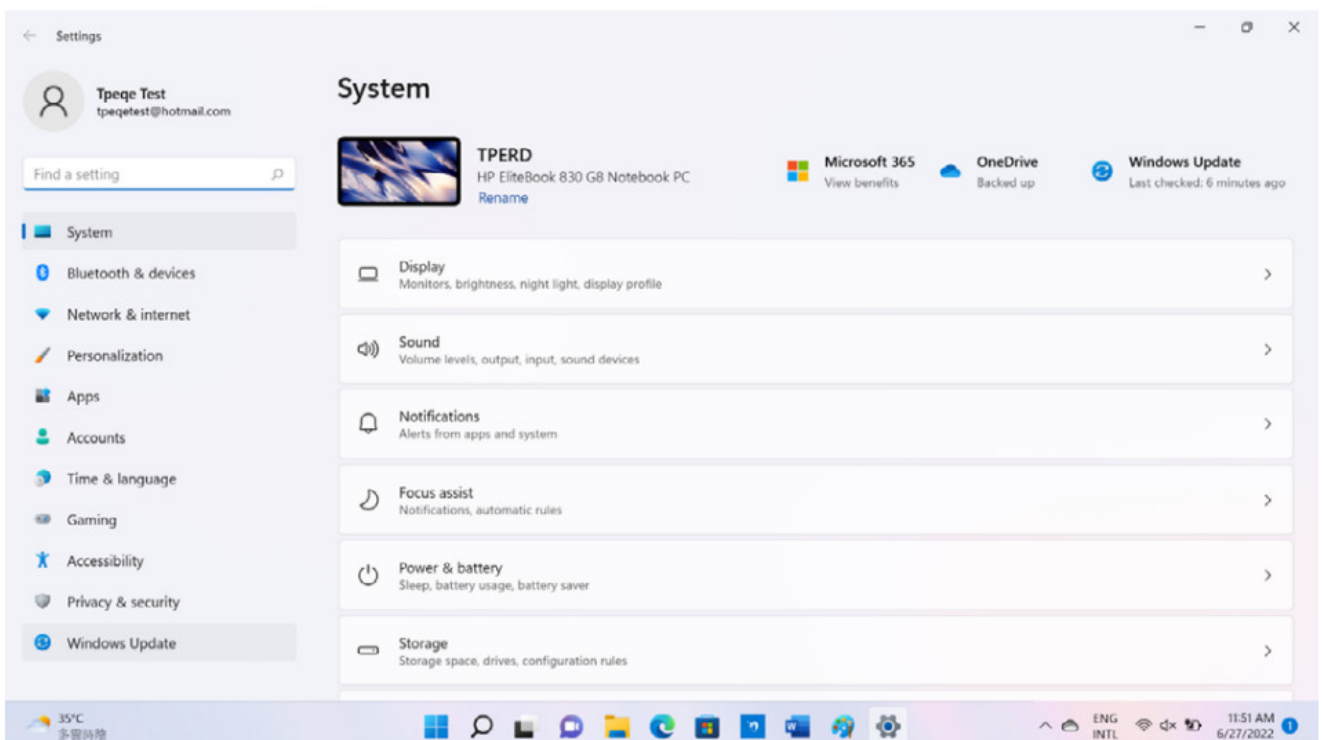 Settings
Tpeqe Test
tpeqetest@hotmail.com
Find a setting
System
Bluetooth & devices
Network & internet
Personalization
Apps
Accounts
Time & language
Gaming
Accessibility
Privacy & security
Windows Update
System
TPERD
HP EliteBook 830 G8 Notebook PC
Rename
Microsoft 365
View benefits
OneDrive
Backed up
Windows Update
Last checked: 6 minutes ago
Display
Monitors, brightness, night light, display profile
Sound
Volume levels, output, input, sound devices
Notifications
Alerts from apps and system
Focus assist
Notifications, automatic rules
Power & battery
Sleep, battery usage, battery saver
Storage
Storage space, drives, configuration rules
35°C
多雲時陰
ENG
INTL
11:51 AM
6/27/2022
1